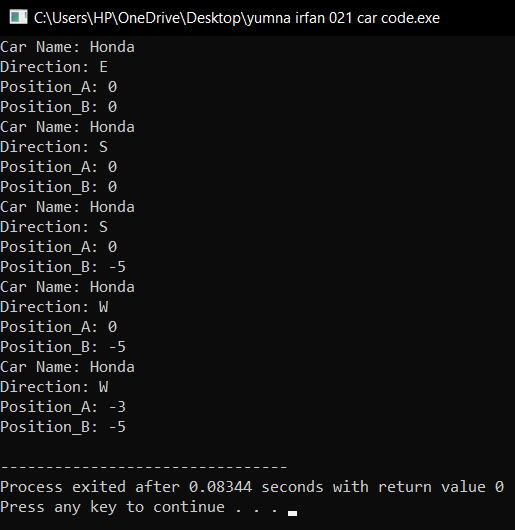 C:\Users\HP\OneDrive\Desktop\yumna irfan 021 car code.exe
Car Name: Honda
Direction: E
Position_A: 0
Position_B: 0
Car Name: Honda
Direction: S
Position_A: 0
Position_B: 0
Car Name: Honda
Direction: S
Position_A: 0
Position_B: -5
Car Name: Honda
Direction: W
Position_A: 0
Position_B: -5
Car Name: Honda
Direction: W
Position_A: -3
Position_B: -5
--------------------------------
Process exited after 0.08344 seconds with return value 0
Press any key to continue . . .